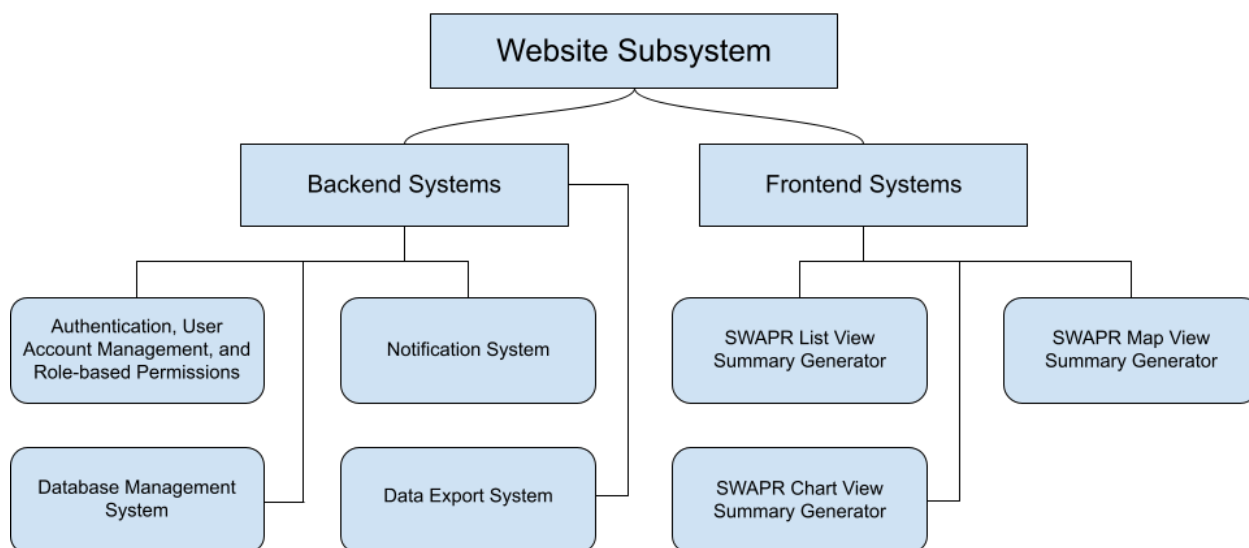 Website Subsystem
Backend Systems
Frontend Systems
Authentication, User
Account Management, and
Role-based Permissions
Notification System
SWAPR List View
Summary Generator
SWAPR Map View
Summary Generator
Database Management
System
Data Export System
SWAPR Chart View
Summary Generator